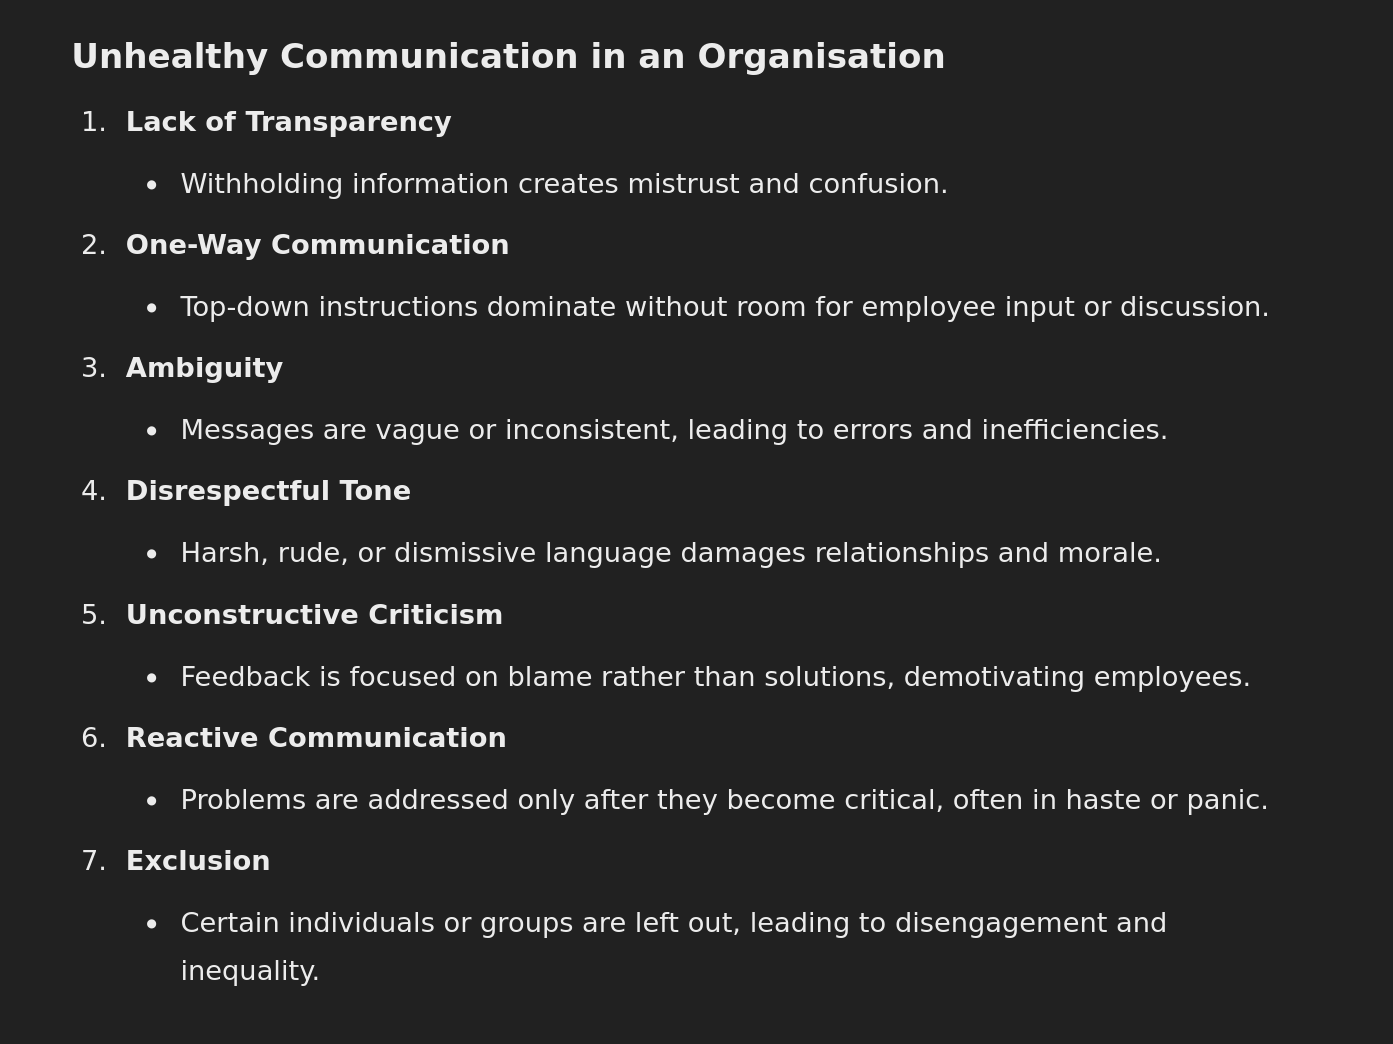 Unhealthy Communication in an Organisation
1. Lack of Transparency
• Withholding information creates mistrust and confusion.
2. One-Way Communication
• Top-down instructions dominate without room for employee input or discussion.
3. Ambiguity
• Messages are vague or inconsistent, leading to errors and inefficiencies.
4. Disrespectful Tone
• Harsh, rude, or dismissive language damages relationships and morale.
5. Unconstructive Criticism
• Feedback is focused on blame rather than solutions, demotivating employees.
6. Reactive Communication
• Problems are addressed only after they become critical, often in haste or panic.
7. Exclusion
• Certain individuals or groups are left out, leading to disengagement and
inequality.